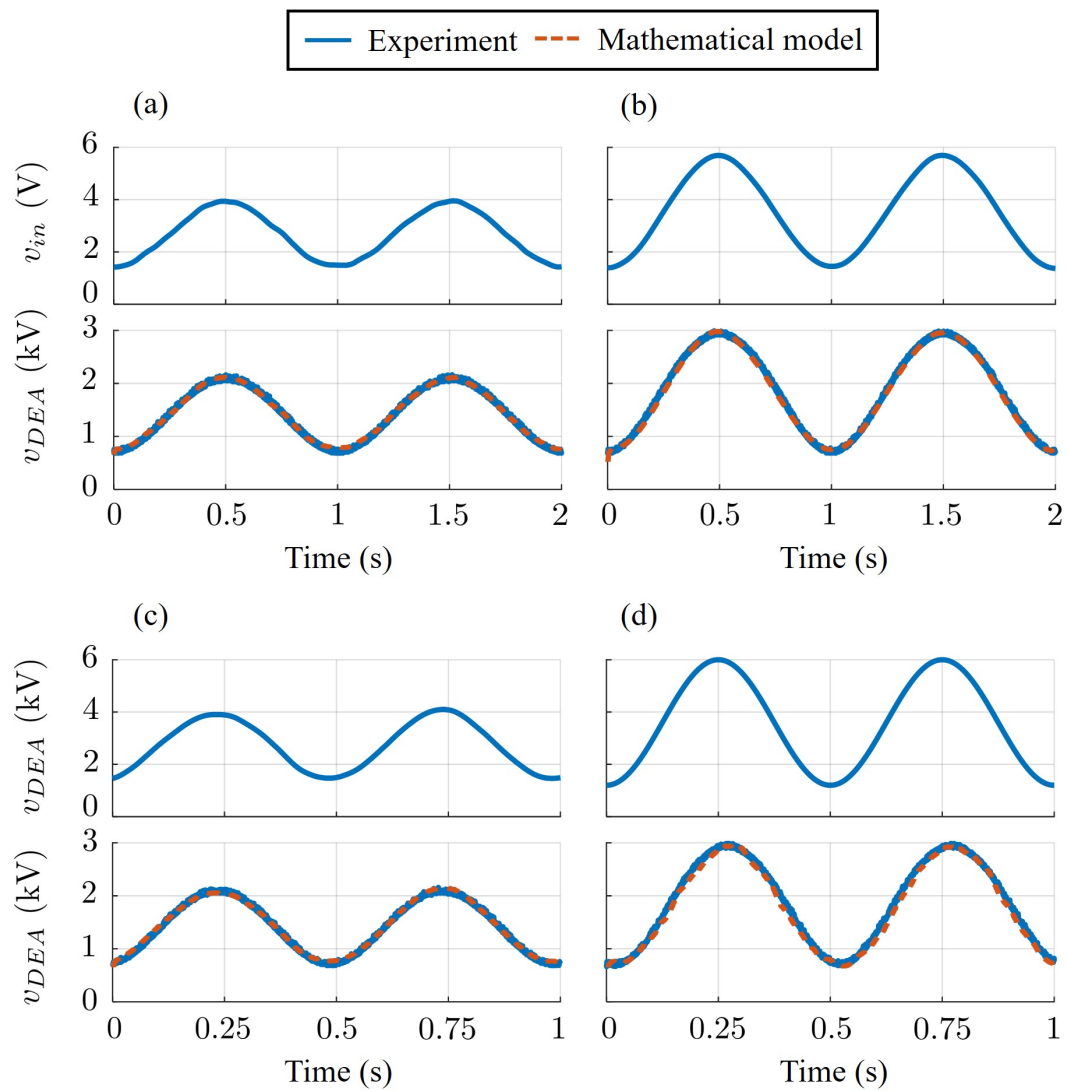 Experiment Mathematical model
(a) (b)
v_in (V)
6
4
2
0
v_DEA (kV)
3
2
1
0
0 0.5 1 1.5 2 0 0.5 1 1.5 2
Time (s) Time (s)
(c) (d)
v_DEA (kV)
6
4
2
0
v_DEA (kV)
3
2
1
0
0 0.25 0.5 0.75 1 0 0.25 0.5 0.75 1
Time (s) Time (s)